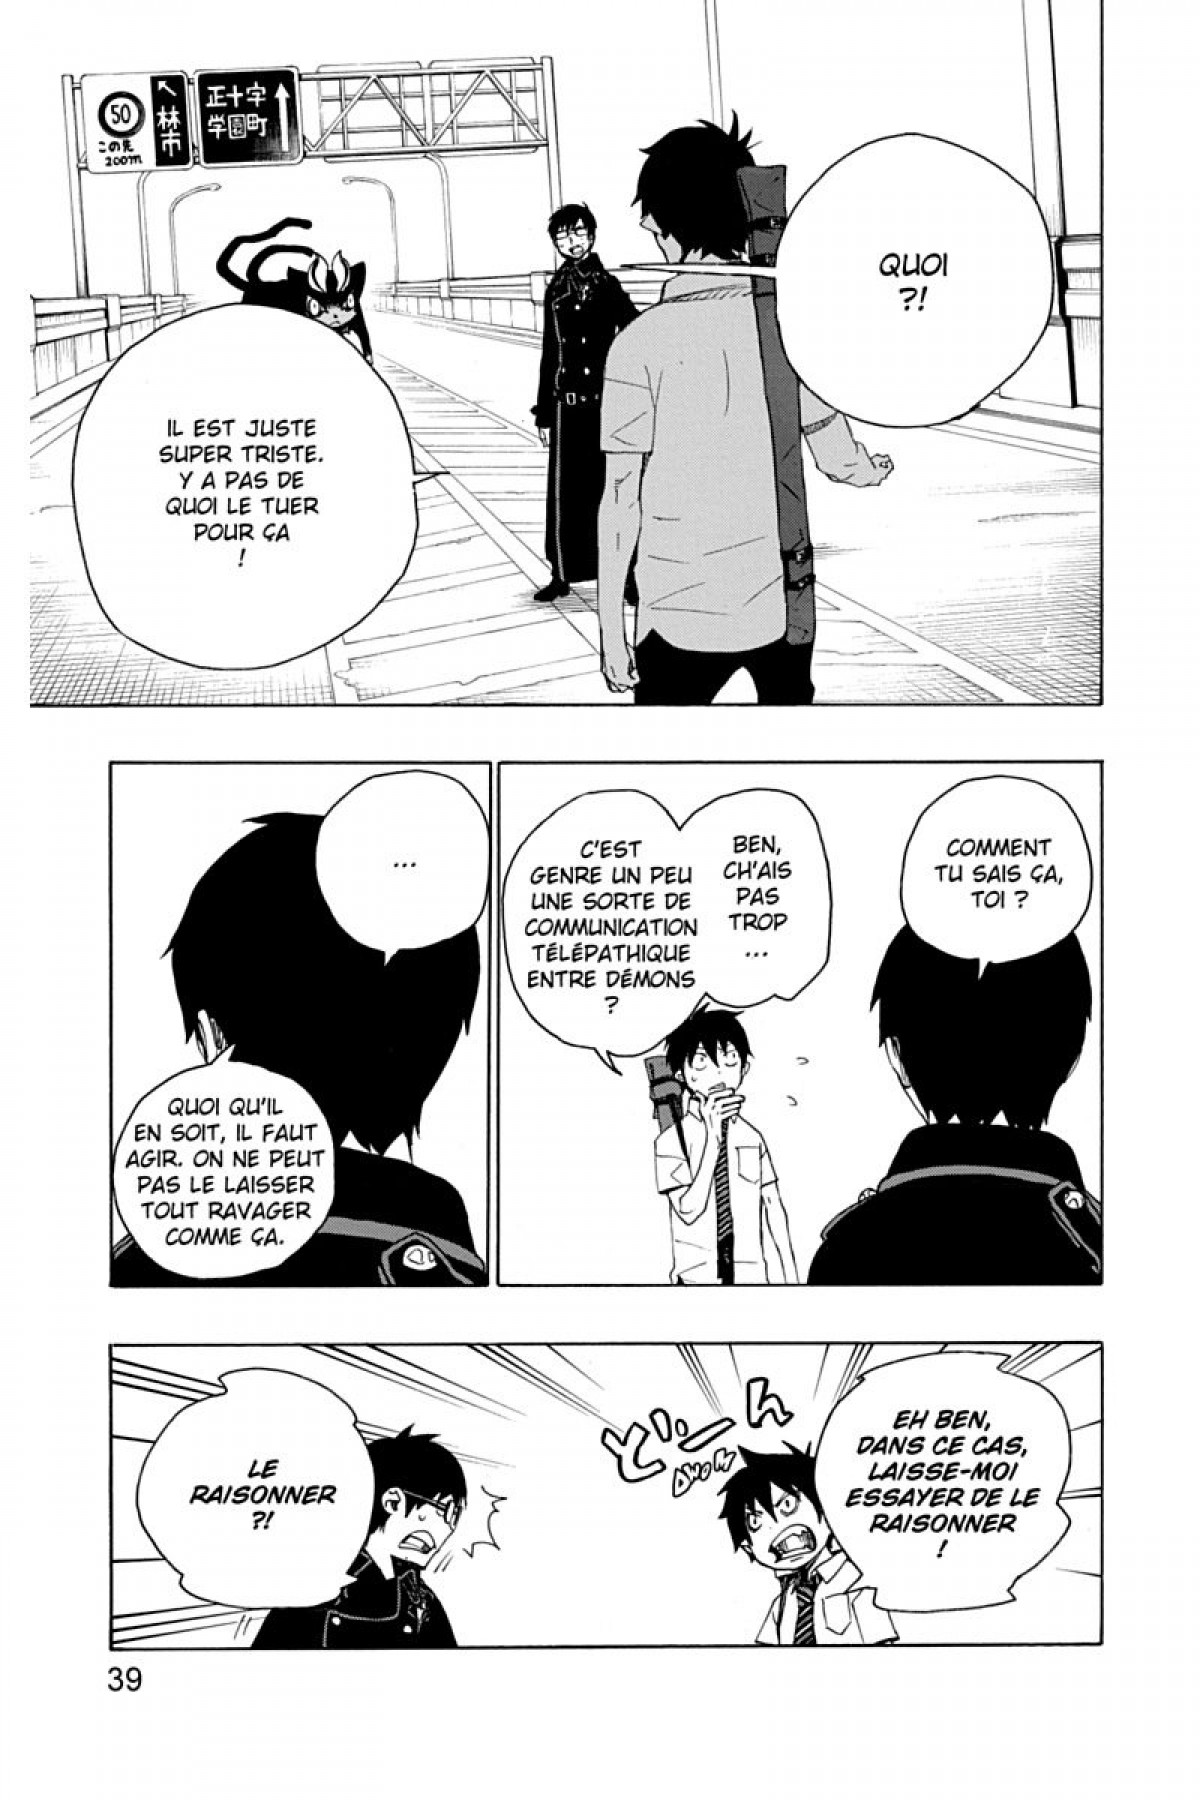 50
この先
200m
林市
正十字
学園町
QUOI
?!
IL EST JUSTE
SUPER TRISTE.
Y A PAS DE
QUOI LE TUER
POUR ÇA
!
COMMENT
TU SAIS ÇA,
TOI ?
BEN,
CH'AIS
PAS
TROP
...
C'EST
GENRE UN PEU
UNE SORTE DE
COMMUNICATION
TÉLÉPATHIQUE
ENTRE DÉMONS
?
...
QUOI QU'IL
EN SOIT, IL FAUT
AGIR. ON NE PEUT
PAS LE LAISSER
TOUT RAVAGER
COMME ÇA.
EH BEN,
DANS CE CAS,
LAISSE-MOI
ESSAYER DE LE
RAISONNER
!
どーん
DWON
LE
RAISONNER
?!
39